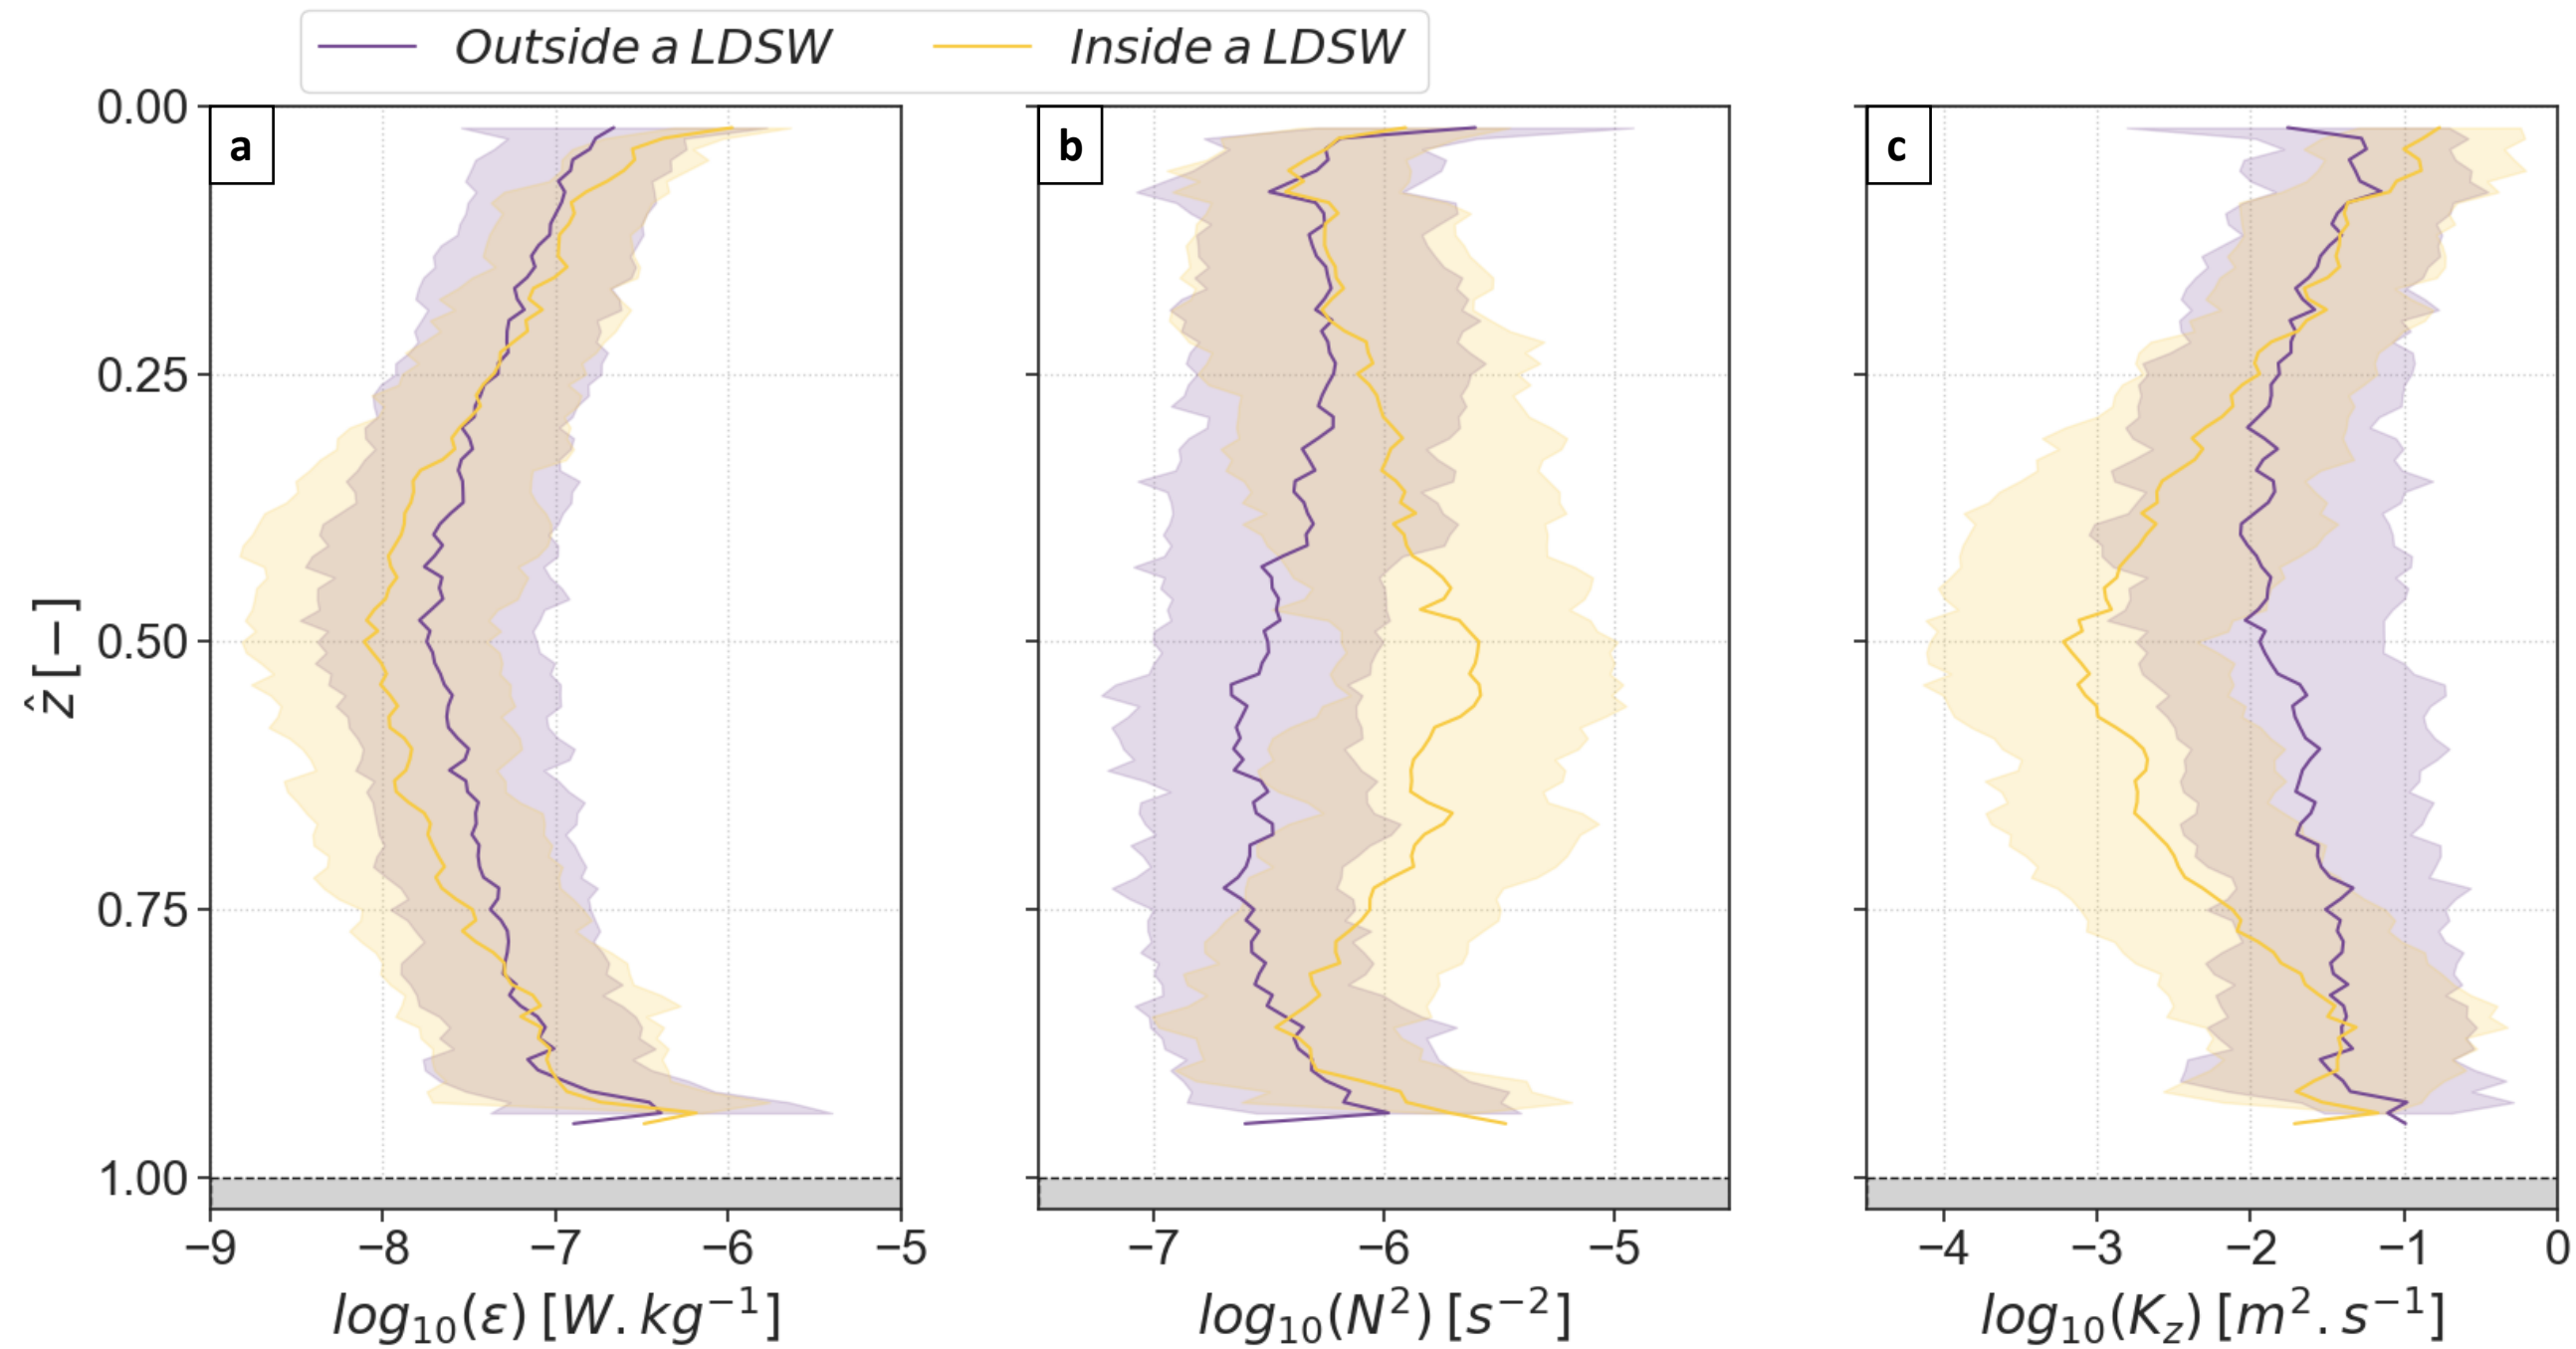 Outside a LDSW Inside a LDSW
a b c
0.00
0.25
0.50
0.75
1.00
ẑ [−]
−9 −8 −7 −6 −5 −7 −6 −5 −4 −3 −2 −1 0
log₁₀(ε) [W.kg⁻¹] log₁₀(N²) [s⁻²] log₁₀(K_z) [m².s⁻¹]